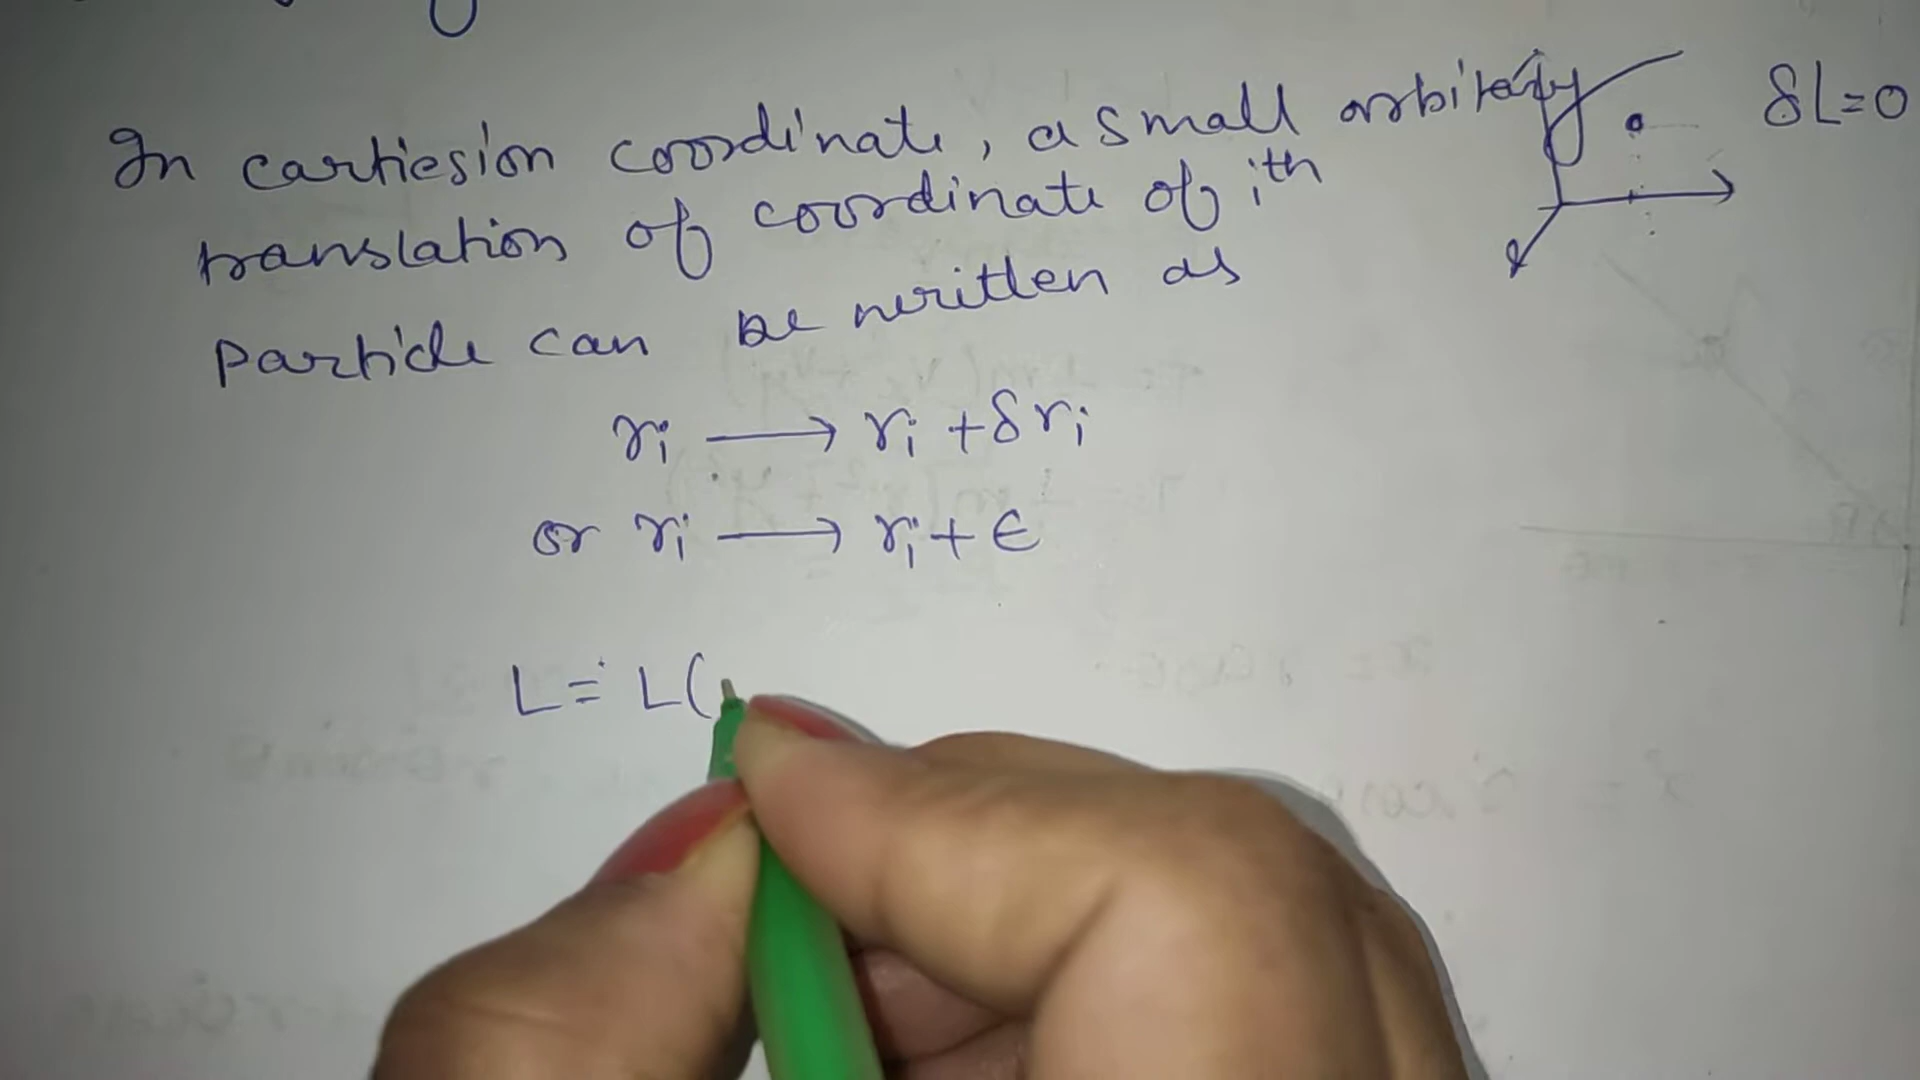 In cartiesion coordinate, a small arbitrary
translation of coordinate of ith
particle can be written as
δL=0
rᵢ ⟶ rᵢ + δrᵢ
or rᵢ ⟶ rᵢ + ϵ
L = L(